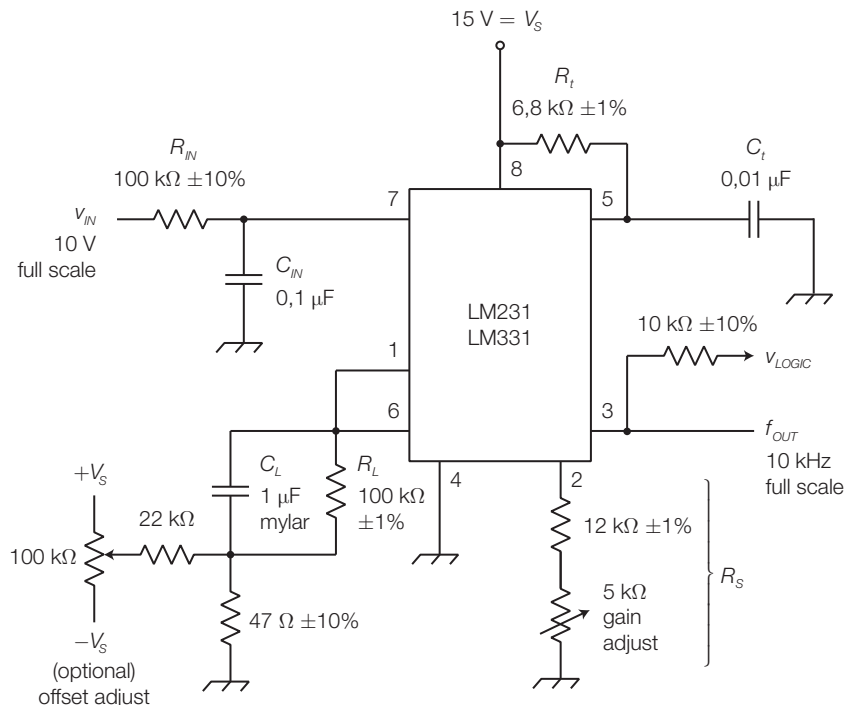 15 V = V_S
R_t
6,8 kΩ ±1%
C_t
0,01 μF
R_IN
100 kΩ ±10%
8
7
5
v_IN
10 V
full scale
C_IN
0,1 μF
LM231
LM331
10 kΩ ±10%
v_LOGIC
1
6
3
f_OUT
10 kHz
full scale
C_L
1 μF
mylar
R_L
100 kΩ
±1%
4
2
+V_S
22 kΩ
100 kΩ
12 kΩ ±1%
R_S
5 kΩ
gain
adjust
47 Ω ±10%
−V_S
(optional)
offset adjust